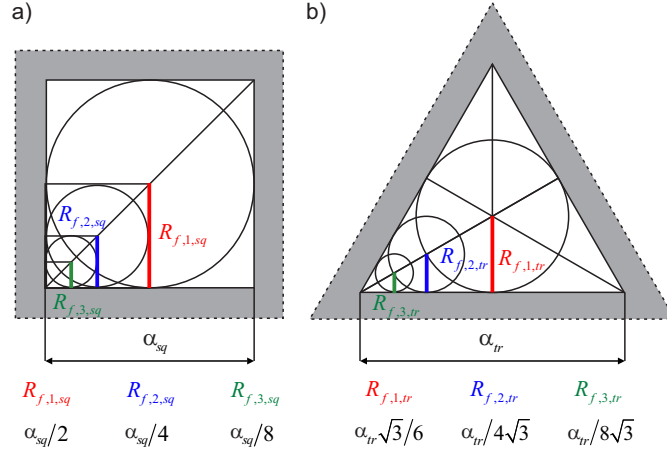 a)
b)
R_{f,2,sq}
R_{f,1,sq}
R_{f,3,sq}
R_{f,2,tr}
R_{f,1,tr}
R_{f,3,tr}
α_{sq}
α_{tr}
R_{f,1,sq} R_{f,2,sq} R_{f,3,sq}
α_{sq}/2 α_{sq}/4 α_{sq}/8
R_{f,1,tr} R_{f,2,tr} R_{f,3,tr}
α_{tr}√3/6 α_{tr}/4√3 α_{tr}/8√3